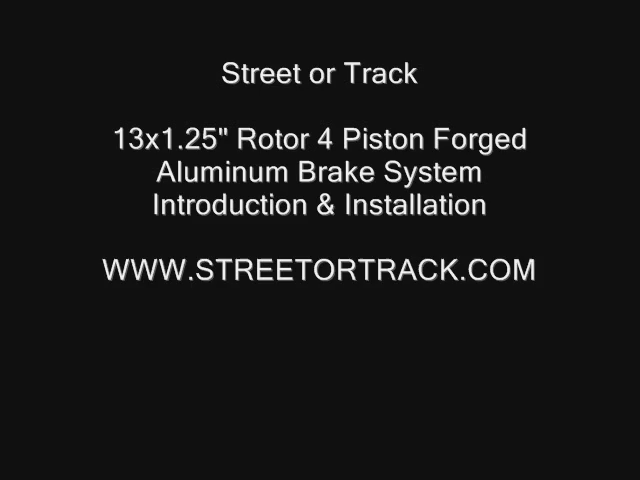 Street or Track
13x1.25" Rotor 4 Piston Forged
Aluminum Brake System
Introduction & Installation
WWW.STREETORTRACK.COM